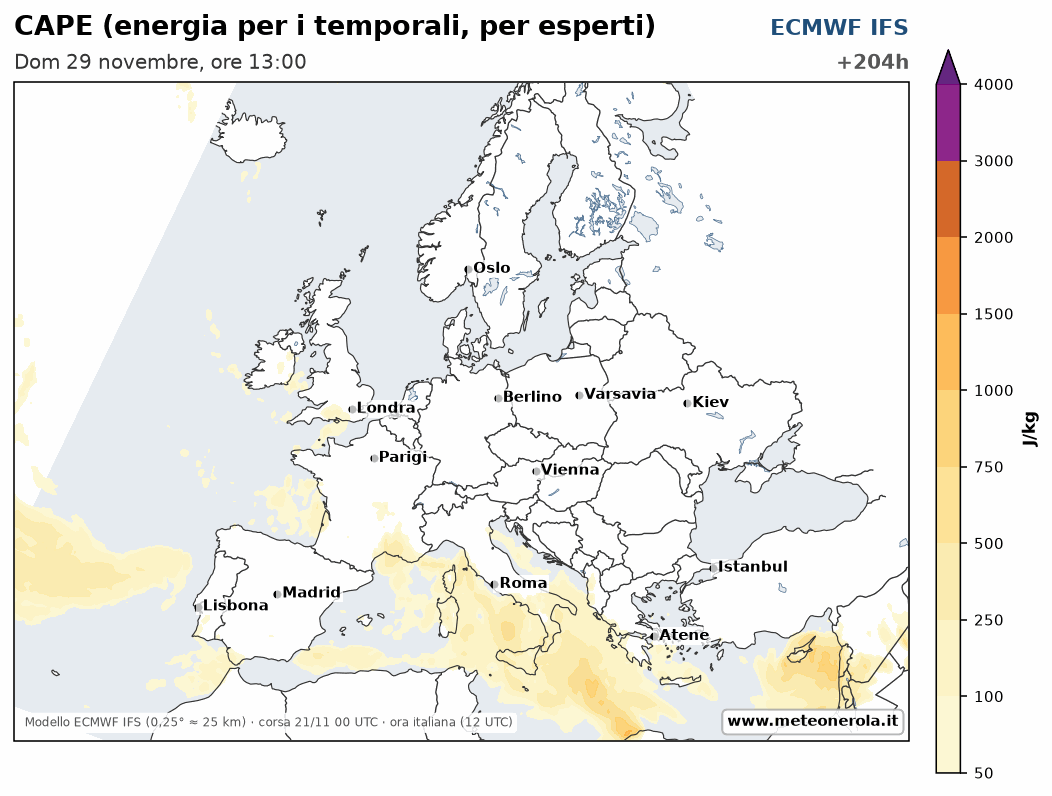 CAPE (energia per i temporali, per esperti)
ECMWF IFS
Dom 29 novembre, ore 13:00
+204h
4000
3000
2000
1500
1000
750
500
250
100
50
J/kg
Oslo
Londra
Berlino
Varsavia
Kiev
Parigi
Vienna
Istanbul
Roma
Madrid
Lisbona
Atene
Modello ECMWF IFS (0,25° ≈ 25 km) · corsa 21/11 00 UTC · ora italiana (12 UTC)
www.meteonerola.it